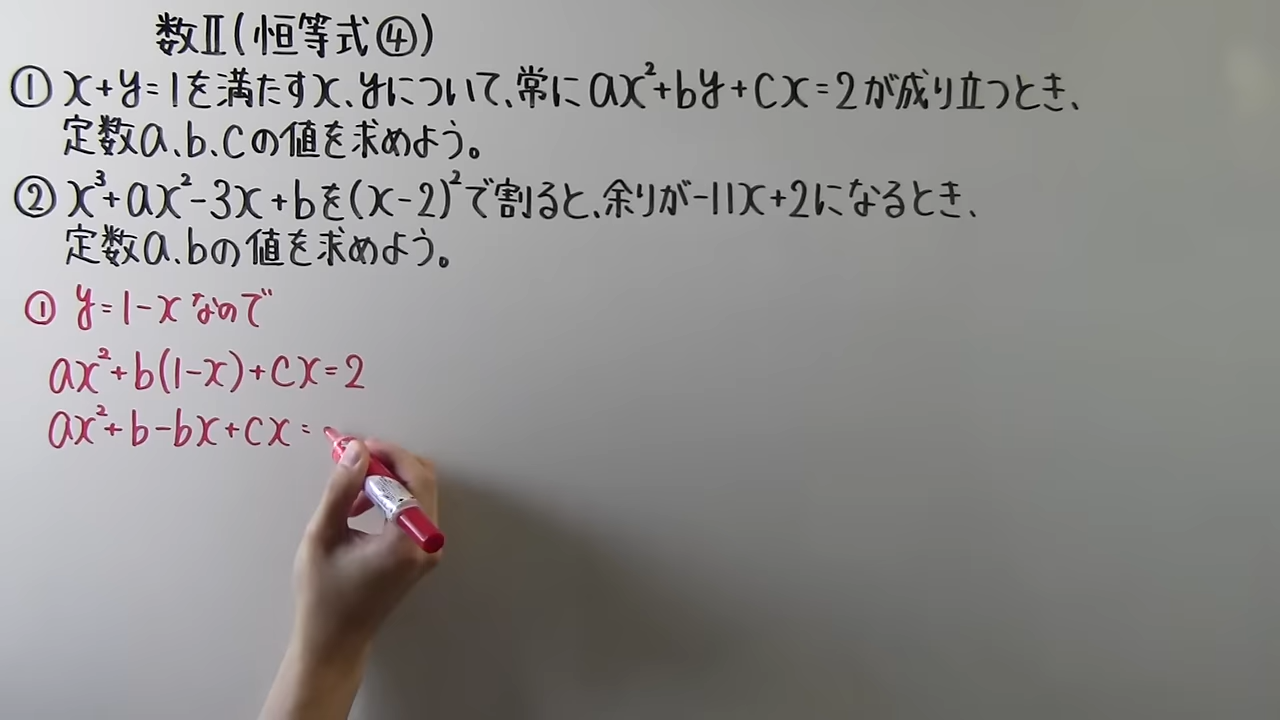 数Ⅱ(恒等式④)
① x+y=1を満たすx、yについて、常にax²+by+cx=2が成り立つとき、
定数a、b、cの値を求めよう。
② x³+ax²-3x+bを(x-2)²で割ると、余りが-11x+2になるとき、
定数a、bの値を求めよう。
① y=1-xなので
ax²+b(1-x)+cx=2
ax²+b-bx+cx=